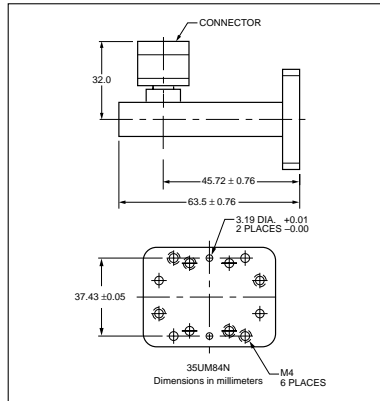 CONNECTOR
32.0
45.72 ± 0.76
63.5 ± 0.76
3.19 DIA. +0.01
2 PLACES –0.00
37.43 ±0.05
35UM84N
Dimensions in millimeters
M4
6 PLACES